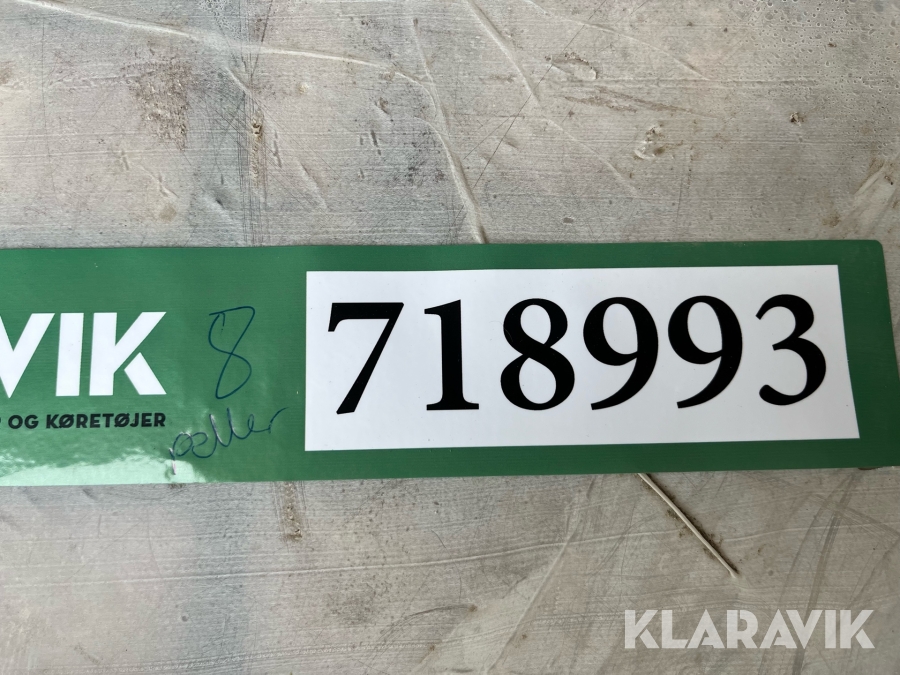 VIK
OG KØRETØJER
8
paller
718993
KLARAVIK